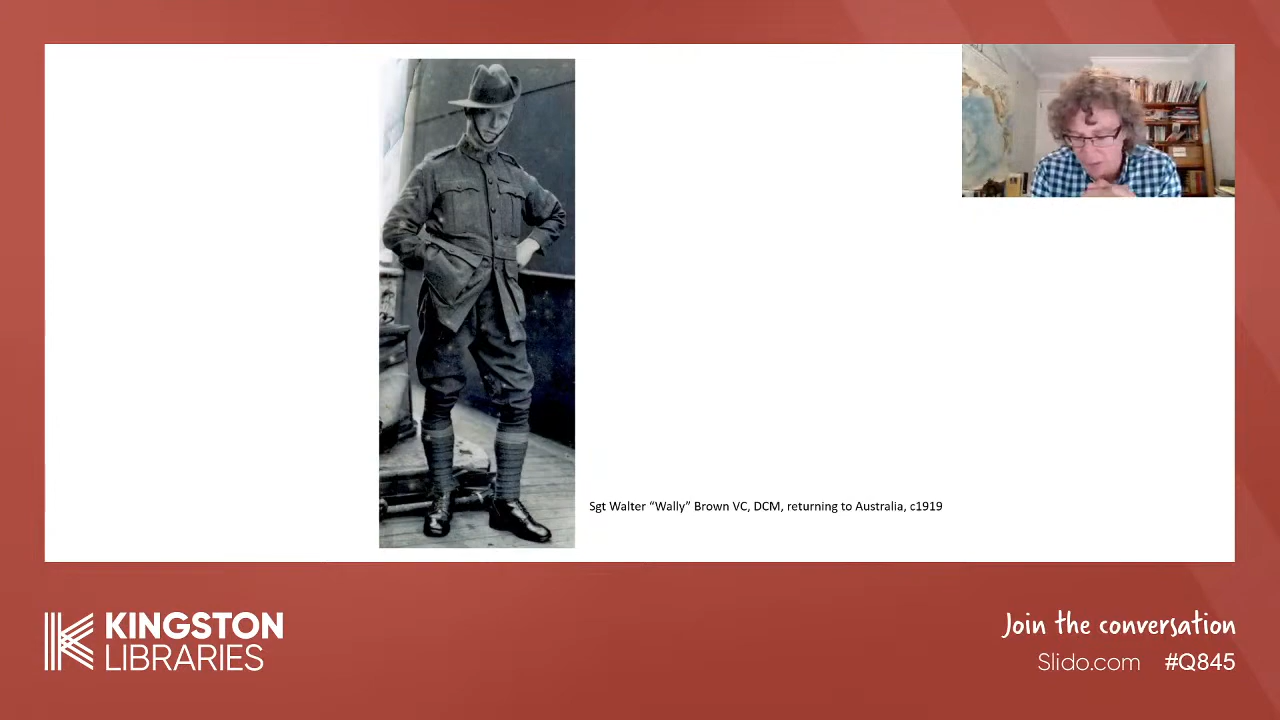 Sgt Walter “Wally” Brown VC, DCM, returning to Australia, c1919
KINGSTON
LIBRARIES
Join the conversation
Slido.com #Q845